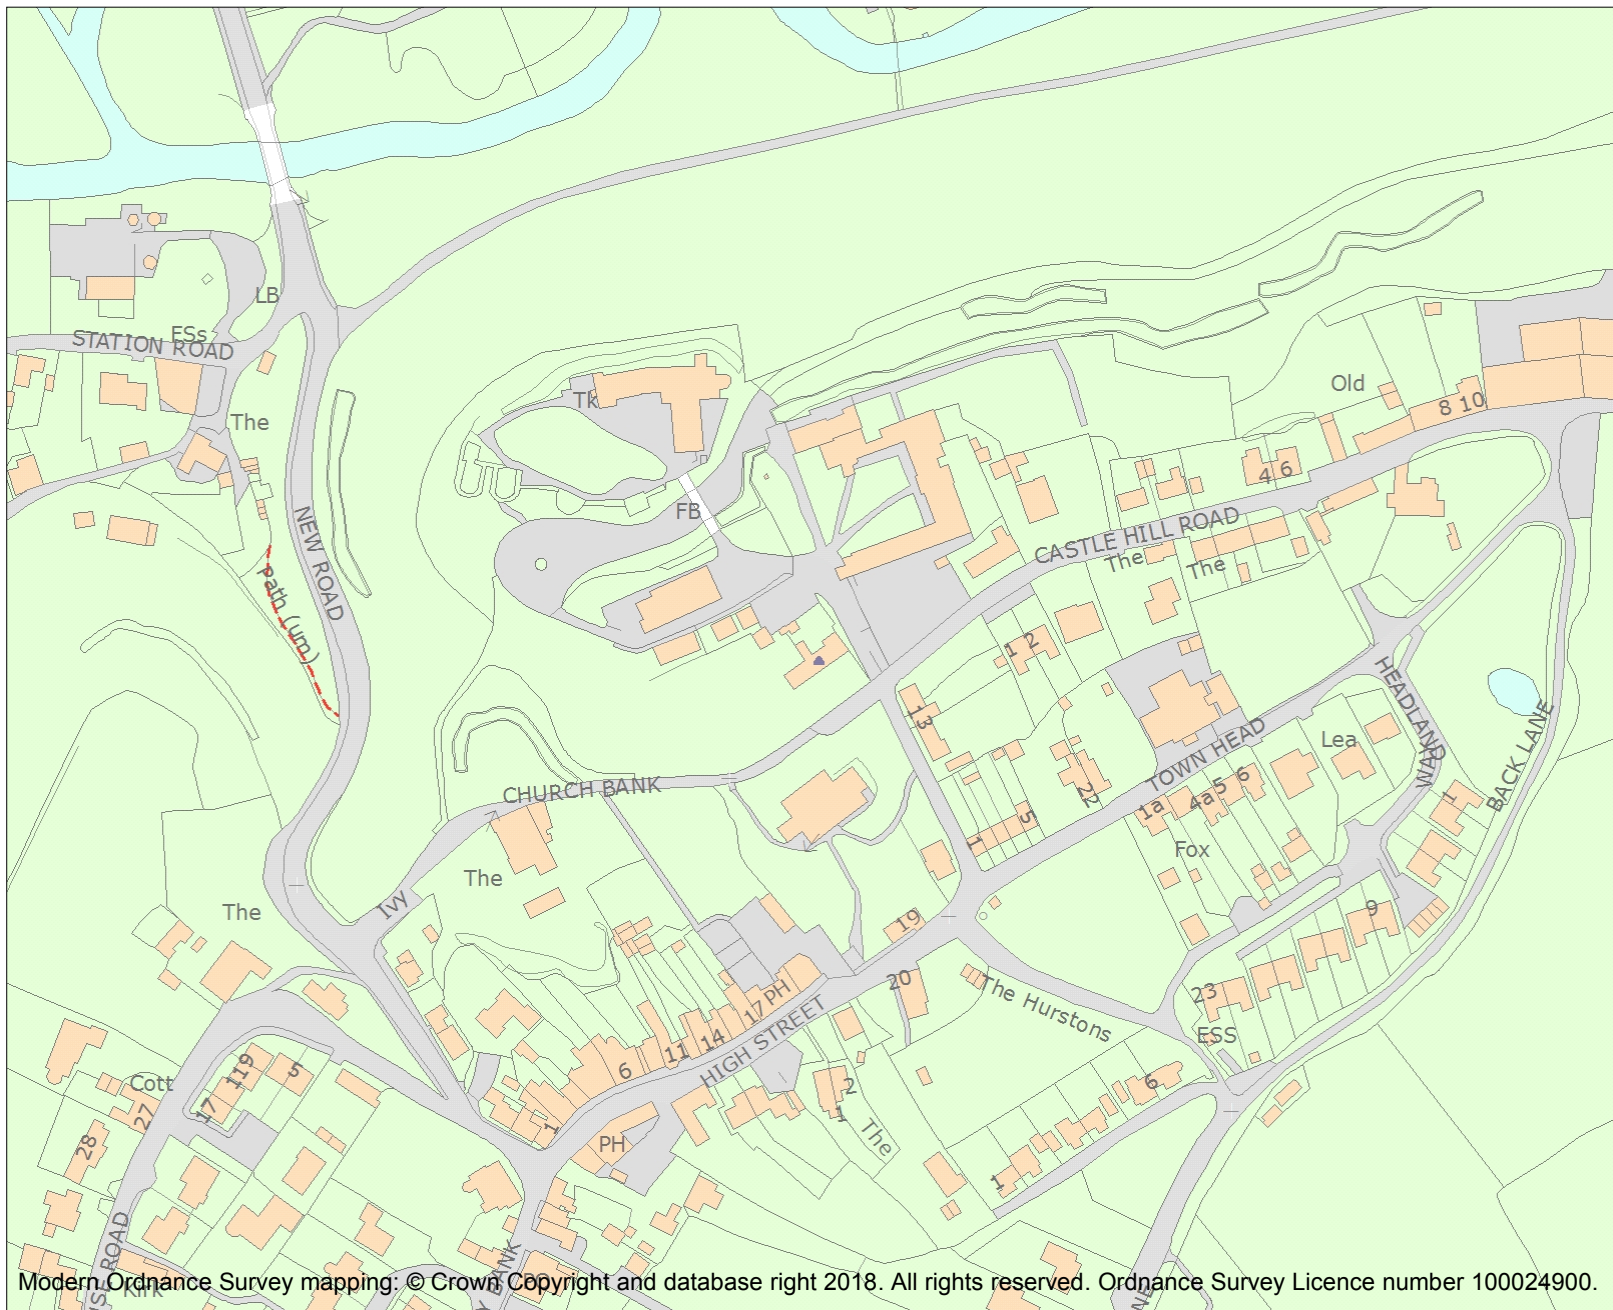 LB
FSs
STATION ROAD
The
Tk
Old
8 10
4 6
NEW ROAD
Path (um)
FB
CASTLE HILL ROAD
The
The
1 2
13
HEADLAND
WAY
BACK LANE
Lea
TOWN HEAD
CHURCH BANK
22
1a
4a 5 6
1
5
1
Fox
The
Ivy
The
19
9
20
The Hurstons
23
ESS
17 PH
14
11
6
HIGH STREET
Cott
119
5
17
27
28
2
1
The
6
1
PH
1
Kirk
Modern Ordnance Survey mapping: © Crown Copyright and database right 2018. All rights reserved. Ordnance Survey Licence number 100024900.